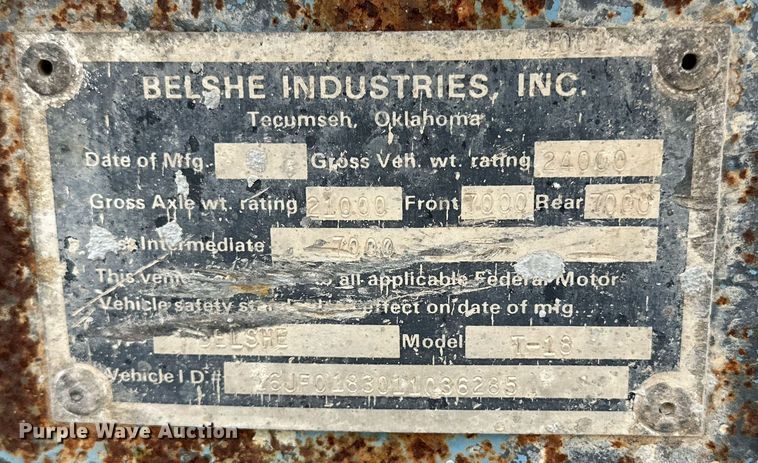 BELSHE INDUSTRIES, INC.
Tecumseh, Oklahoma
Date of Mfg. Gross Veh. wt. rating 24000
Gross Axle wt. rating 21000 Front 7000 Rear 7000
Intermediate 7000
This all applicable Federal Motor
Vehicle safety effect on date of mfg.
BELSHE Model T-18
Vehicle I.D.# 16JF0183011036285
Purple Wave Auction